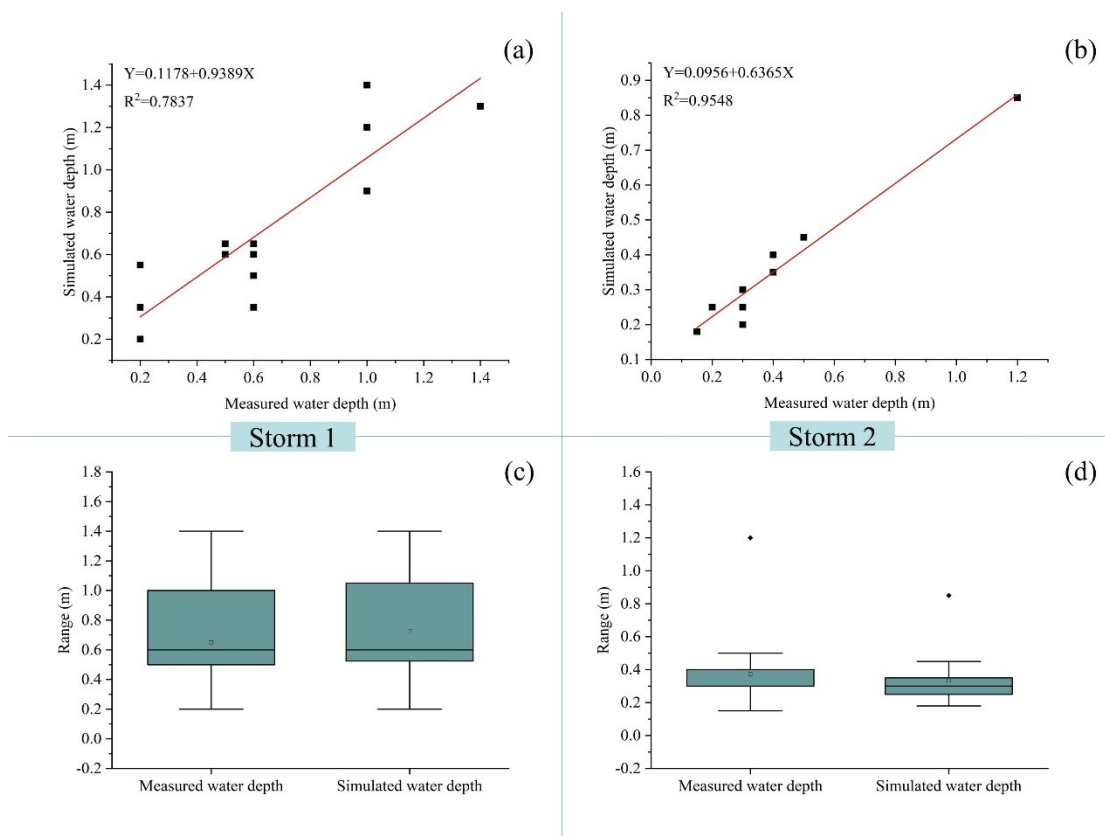 (a)
Y=0.1178+0.9389X
R²=0.7837
1.4
1.2
1.0
0.8
0.6
0.4
0.2
Simulated water depth (m)
0.2 0.4 0.6 0.8 1.0 1.2 1.4
Measured water depth (m)
(b)
Y=0.0956+0.6365X
R²=0.9548
0.9
0.8
0.7
0.6
0.5
0.4
0.3
0.2
0.1
Simulated water depth (m)
0.0 0.2 0.4 0.6 0.8 1.0 1.2
Measured water depth (m)
Storm 1
Storm 2
(c)
1.8
1.6
1.4
1.2
1.0
0.8
0.6
0.4
0.2
0.0
-0.2
Range (m)
Measured water depth Simulated water depth
(d)
1.6
1.4
1.2
1.0
0.8
0.6
0.4
0.2
0.0
-0.2
Range (m)
Measured water depth Simulated water depth